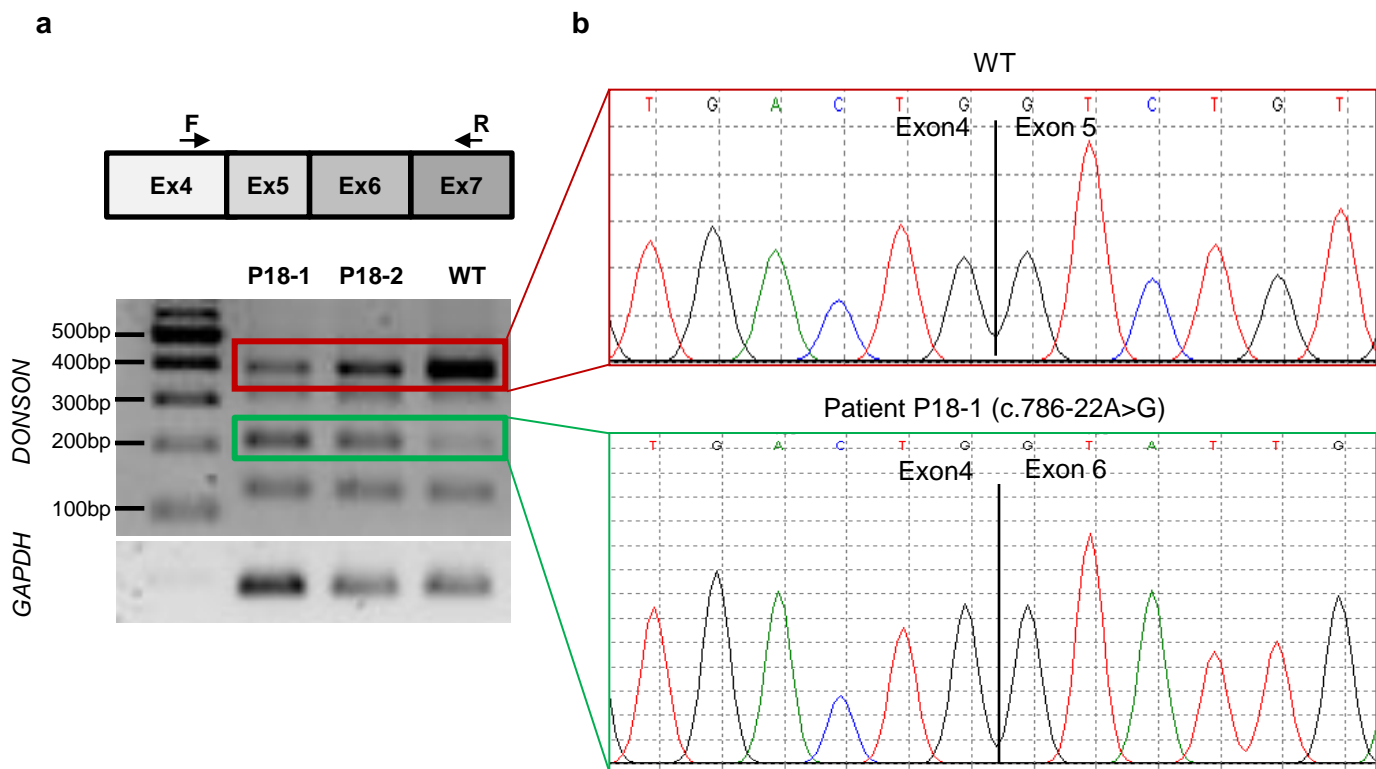 a
F R
Ex4 Ex5 Ex6 Ex7
P18-1 P18-2 WT
500bp
400bp
300bp
200bp
100bp
DONSON
GAPDH
b
WT
T G A C T G G T C T G T
Exon4 Exon 5
Patient P18-1 (c.786-22A>G)
T G A C T G G T A T T G
Exon4 Exon 6